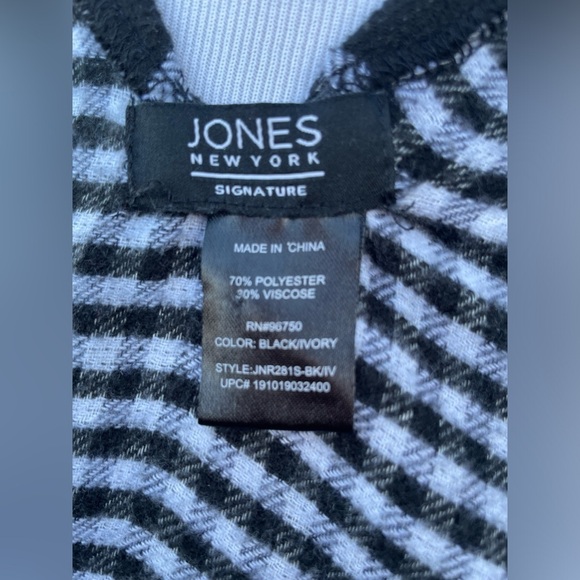 JONES
NEW YORK
SIGNATURE
MADE IN CHINA
70% POLYESTER
30% VISCOSE
RN#96750
COLOR: BLACK/IVORY
STYLE:JNR281S-BK/IV
UPC# 191019032400